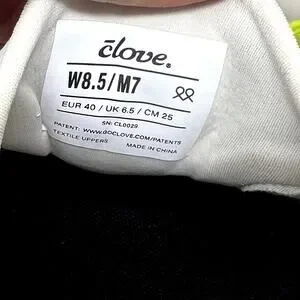 clove®
W8.5/M7
EUR 40 / UK 6.5 / CM 25
SN: CL0029
PATENT: WWW.GOCLOVE.COM/PATENTS
TEXTILE UPPERS MADE IN CHINA